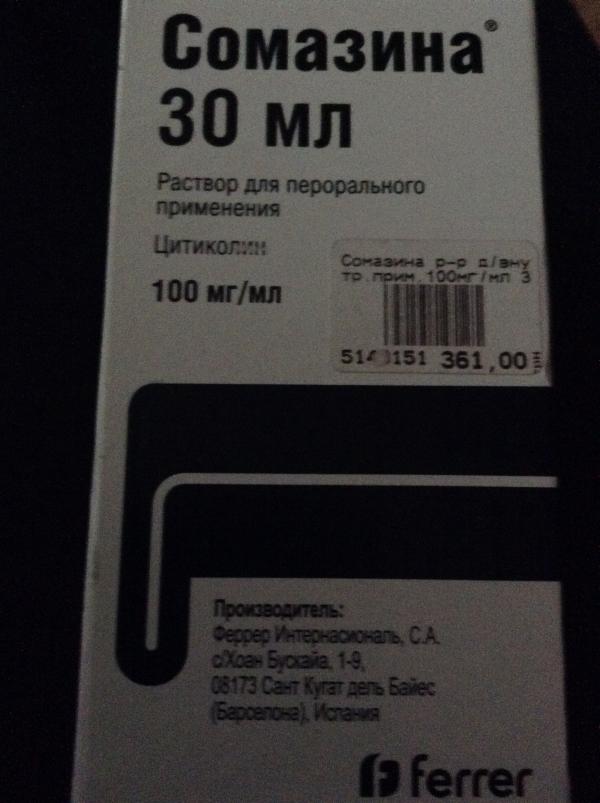 Сомазина®
30 мл
Раствор для перорального
применения
Цитиколин
100 мг/мл
Сомазина р-р д/вну
тр.прим.100мг/мл 3
361,00
Производитель:
Феррер Интернасиональ, С.А.
с/Хоан Бускайа, 1-9,
08173 Сант Кугат дель Байес
(Барселона), Испания
ferrer